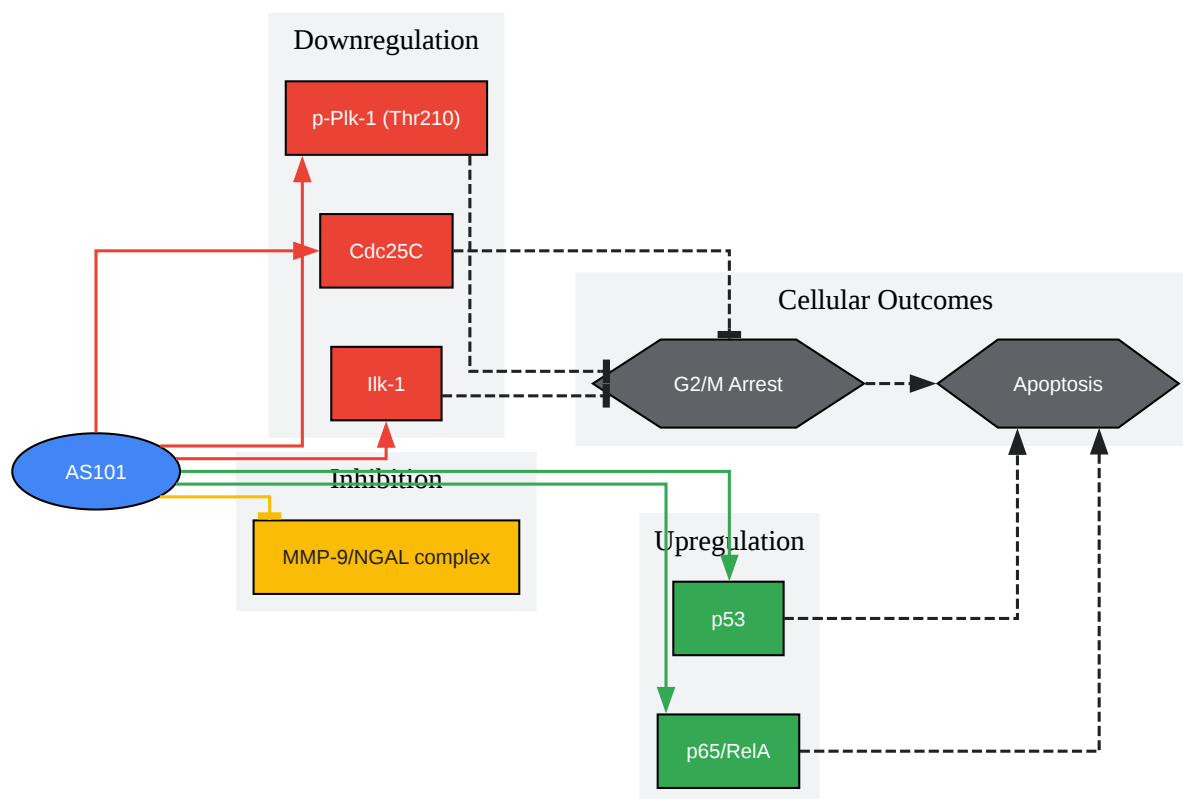 Downregulation
p-Plk-1 (Thr210)
Cdc25C
Ilk-1
Cellular Outcomes
G2/M Arrest
Apoptosis
AS101
Inhibition
MMP-9/NGAL complex
Upregulation
p53
p65/RelA